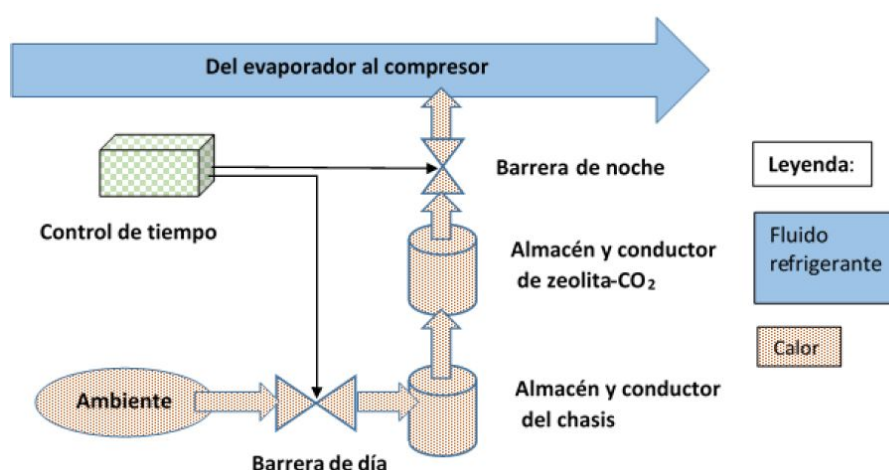 Del evaporador al compresor
Barrera de noche
Leyenda:
Control de tiempo
Almacén y conductor
de zeolita-CO₂
Fluido
refrigerante
Calor
Ambiente
Almacén y conductor
del chasis
Barrera de día